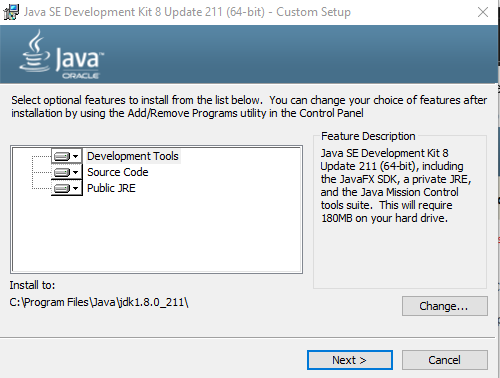 Java SE Development Kit 8 Update 211 (64-bit) - Custom Setup
Java
ORACLE
Select optional features to install from the list below. You can change your choice of features after
installation by using the Add/Remove Programs utility in the Control Panel
Development Tools
Source Code
Public JRE
Feature Description
Java SE Development Kit 8
Update 211 (64-bit), including
the JavaFX SDK, a private JRE,
and the Java Mission Control
tools suite. This will require
180MB on your hard drive.
Install to:
C:\Program Files\Java\jdk1.8.0_211\
Change...
Next >
Cancel